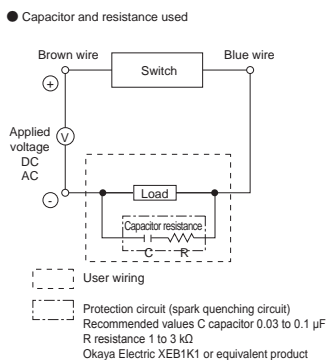 ● Capacitor and resistance used
Brown wire
Blue wire
Switch
+
Applied
voltage
DC
AC
V
-
Load
Capacitor resistance
C
R
User wiring
Protection circuit (spark quenching circuit)
Recommended values C capacitor 0.03 to 0.1 µF
R resistance 1 to 3 kΩ
Okaya Electric XEB1K1 or equivalent product